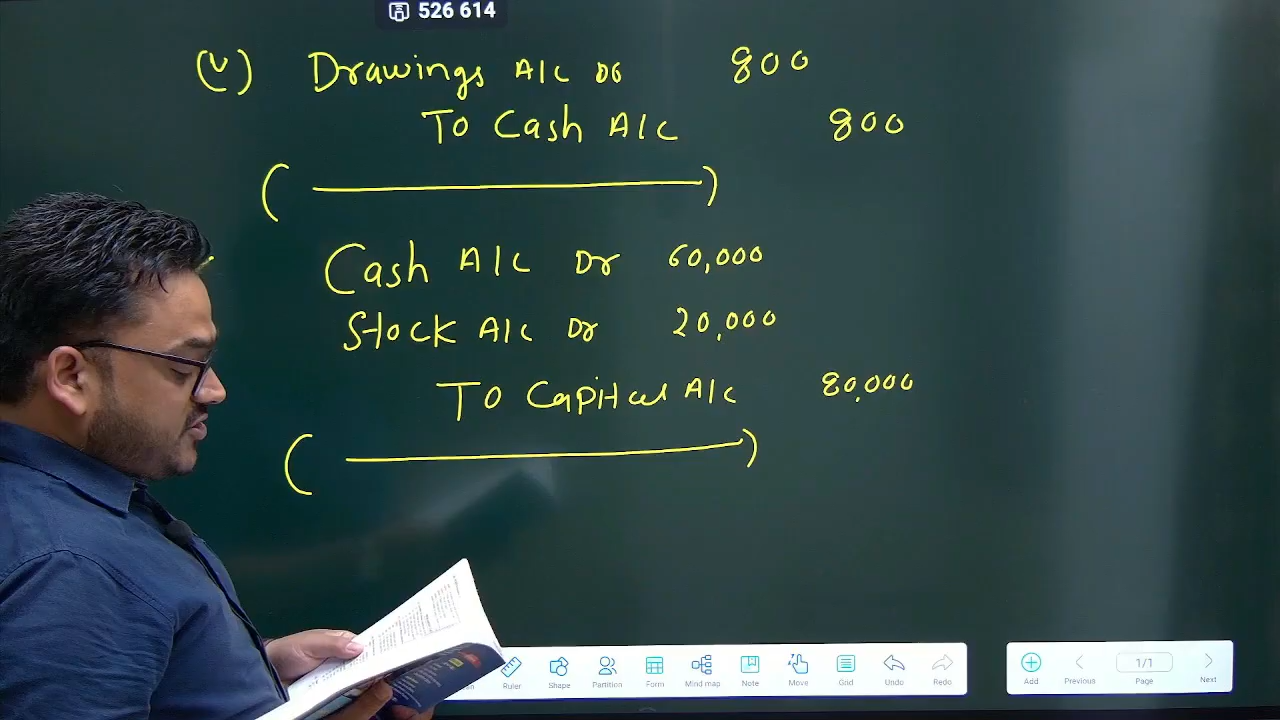 526 614
(v) Drawings A/c Dr 800
To Cash A/c 800
( )
Cash A/c Dr 60,000
Stock A/c Dr 20,000
To Capital A/c 80,000
( )
Ruler Shape Partition Form Mind map Note Move Grid Undo Redo
Add Previous 1/1 Page Next